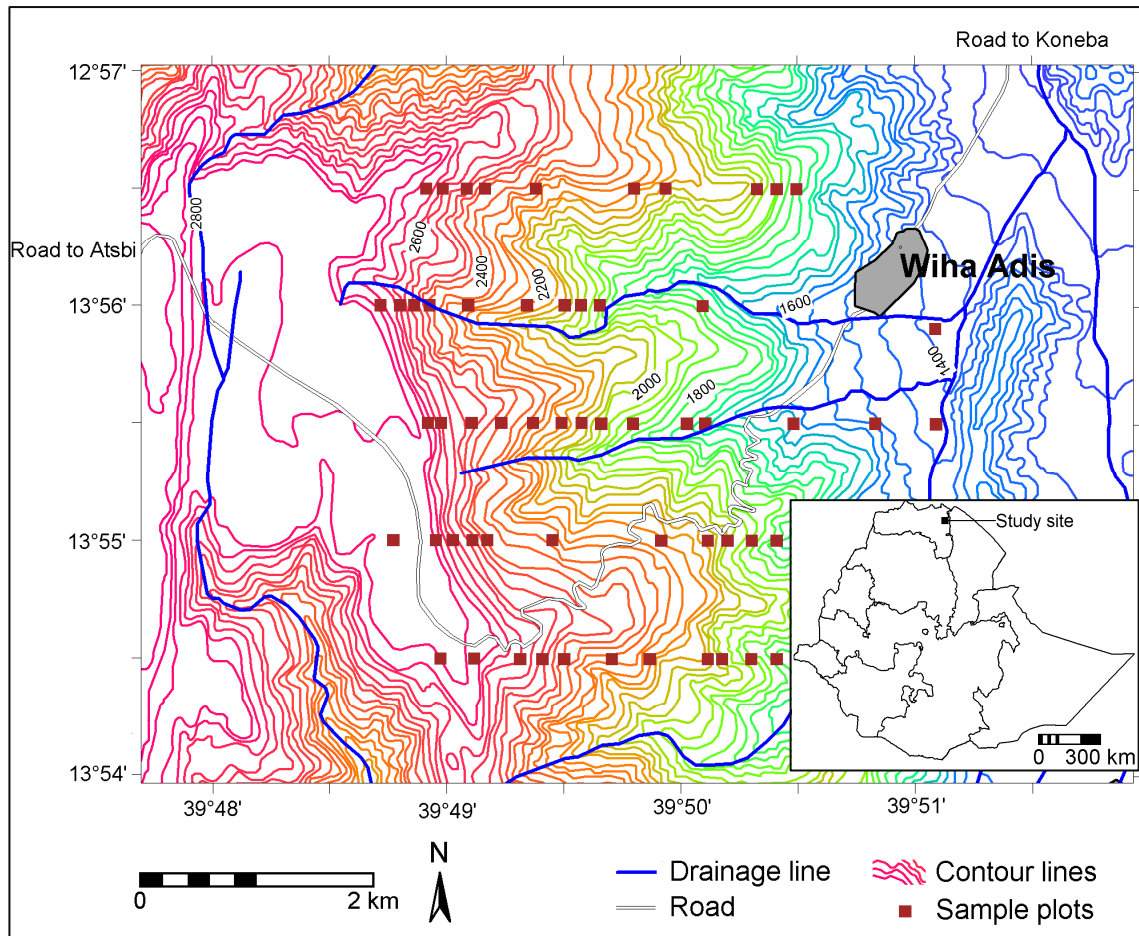 Road to Koneba
12°57'
2800
Road to Atsbi
2600
2400
2200
Wiha Adis
13°56'
1600
1400
2000
1800
13°55'
Study site
13°54'
0 300 km
39°48'
39°49'
39°50'
39°51'
N
0 2 km
Drainage line
Road
Contour lines
Sample plots